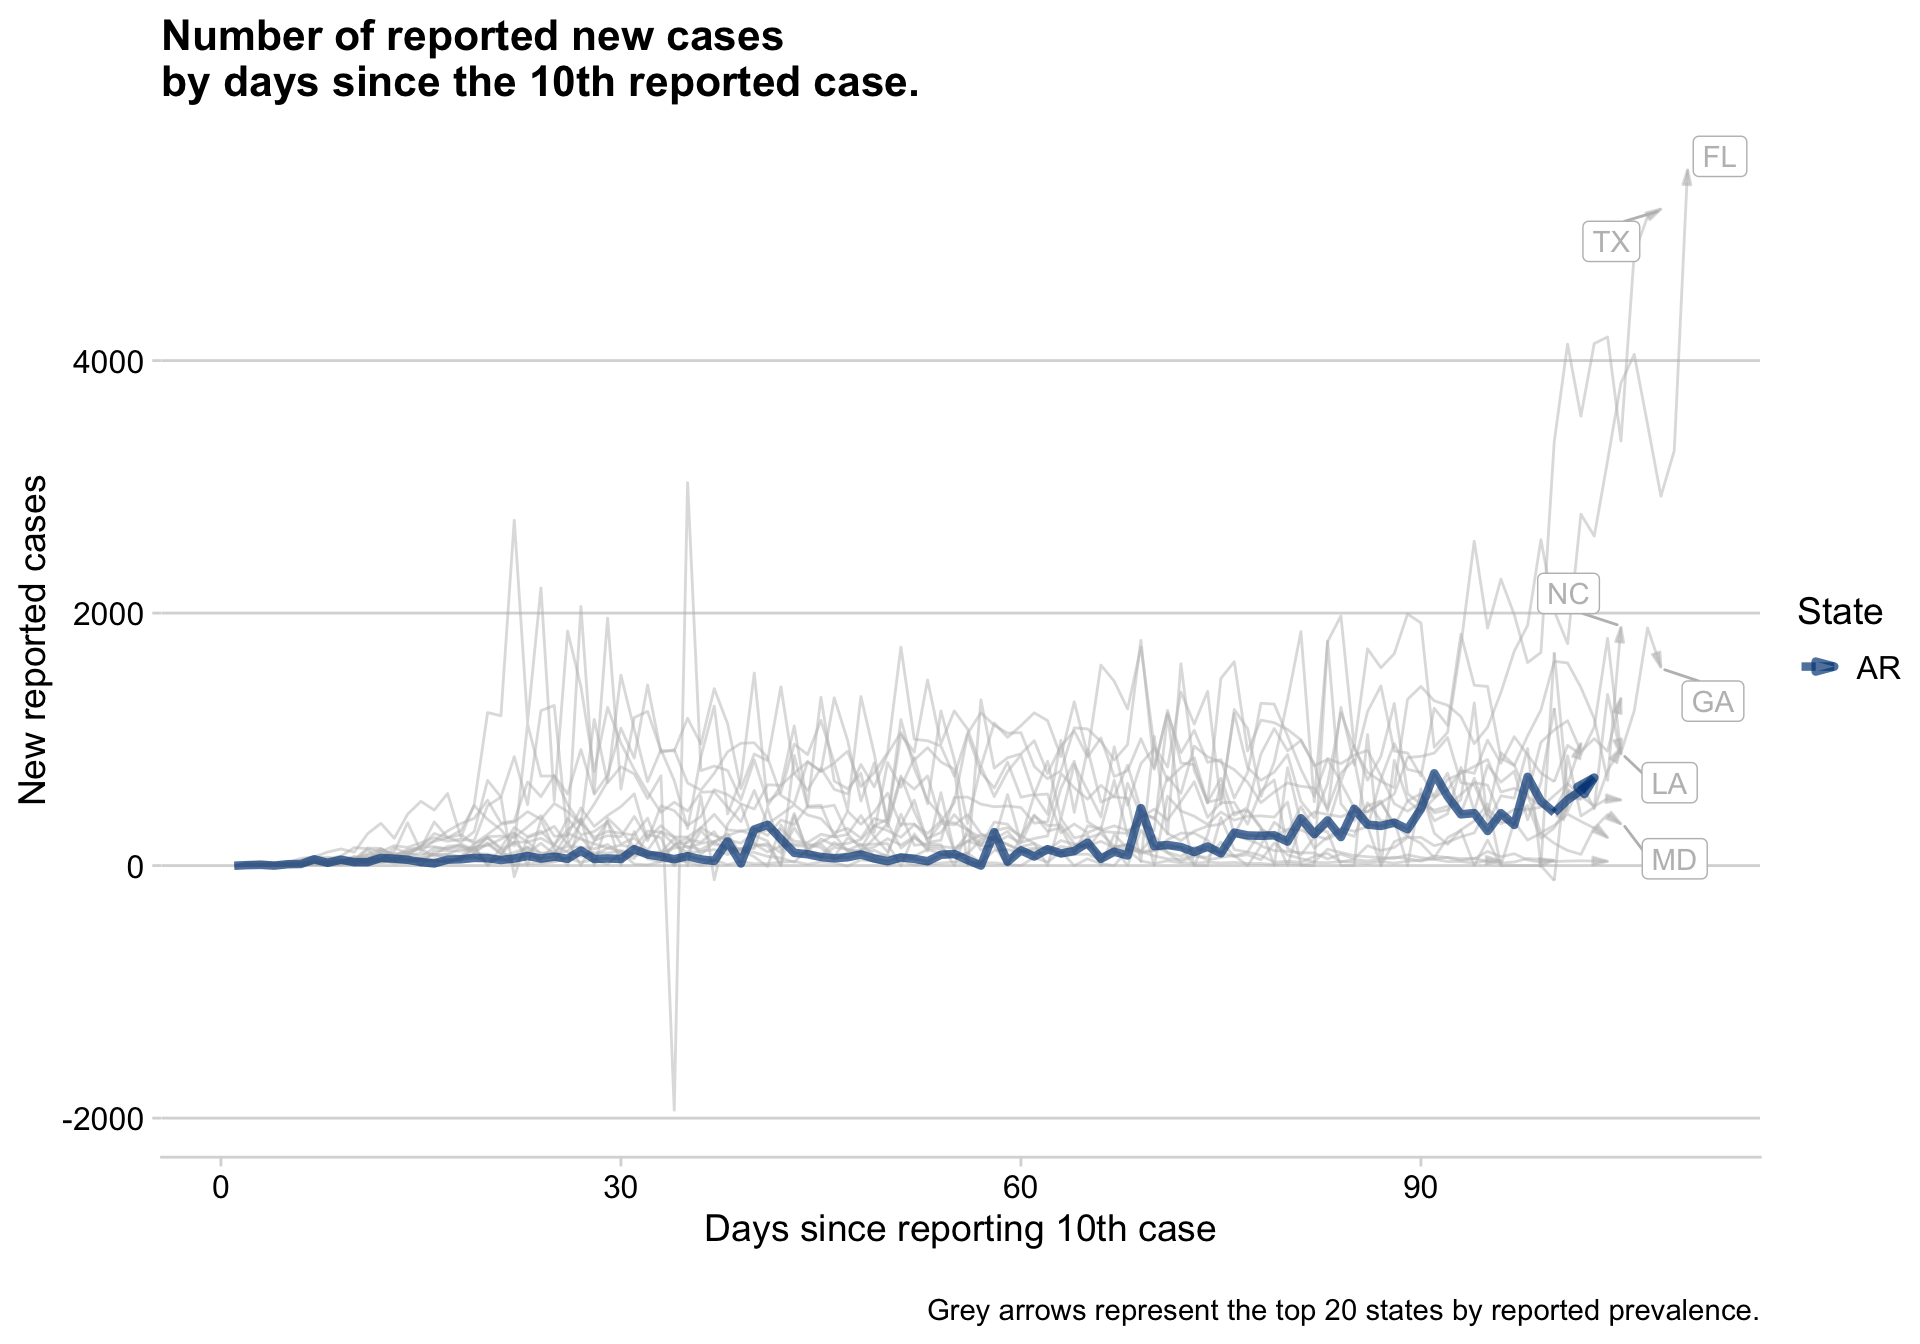 Number of reported new cases
by days since the 10th reported case.
FL
TX
4000
New reported cases
NC
2000
State
AR
GA
LA
MD
0
-2000
0
30
60
90
Days since reporting 10th case
Grey arrows represent the top 20 states by reported prevalence.